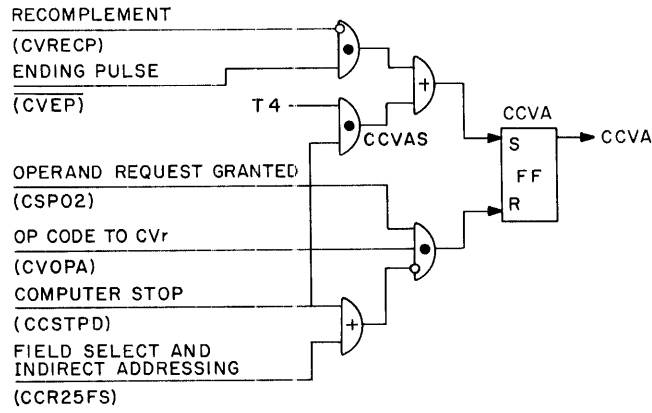 RECOMPLEMENT
(CVRECP)
ENDING PULSE
(CVEP)
T4
CCVAS
OPERAND REQUEST GRANTED
(CSPO2)
OP CODE TO CVr
(CVOPA)
COMPUTER STOP
(CCSTPD)
FIELD SELECT AND
INDIRECT ADDRESSING
(CCR25FS)
+
+
CCVA
S
FF
R
CCVA